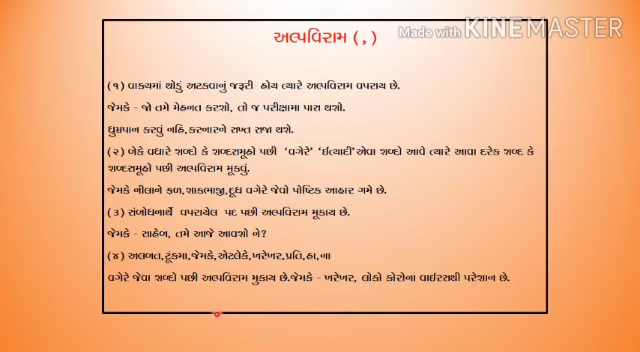 અલ્પવિરામ ( , )
Made with KINEMASTER
(૧) વાક્યમાં થોડું અટકવાનું જરૂરી હોય ત્યારે અલ્પવિરામ વપરાય છે.
જેમકે - જો તમે મેહનત કરશો, તો જ પરીક્ષામા પાસ થશો.
ધુમ્રપાન કરવું નહિ, કરનારને સખ્ત સજા થશે.
(૨) બેકે વધારે શબ્દો કે શબ્દસમૂહો પછી ‘વગેરે’ ‘ઈત્યાદી’ એવા શબ્દો આવે ત્યારે આવા દરેક શબ્દ કે
શબ્દસમૂહો પછી અલ્પવિરામ મૂકવું.
જેમકે નીલાને ફળ,શાકભાજી,દૂધ વગેરે જેવો પોષ્ટિક આહાર ગમે છે.
(૩) સંબોધનાર્થે વપરાયેલ પદ પછી અલ્પવિરામ મૂકાય છે.
જેમકે - સાહેબ, તમે આજે આવશો ને?
(૪) અલબત,ટૂંકમા,જેમકે,એટલેકે,ખરેખર,પ્રતિ,હા,ના
વગેરે જેવા શબ્દો પછી અલ્પવિરામ મુકાય છે.જેમકે - ખરેખર, લોકો કોરોના વાઈરસથી પરેશાન છે.